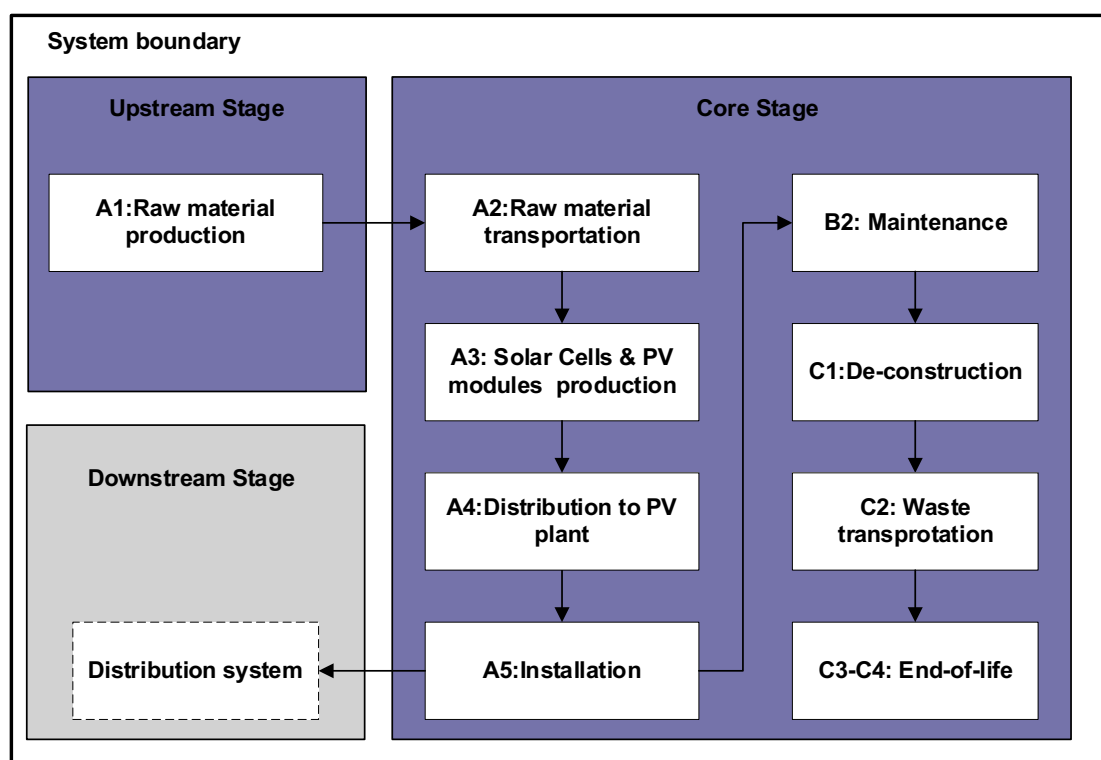 System boundary
Upstream Stage
A1:Raw material
production
Core Stage
A2:Raw material
transportation
A3: Solar Cells & PV
modules production
A4:Distribution to PV
plant
A5:Installation
B2: Maintenance
C1:De-construction
C2: Waste
transprotation
C3-C4: End-of-life
Downstream Stage
Distribution system